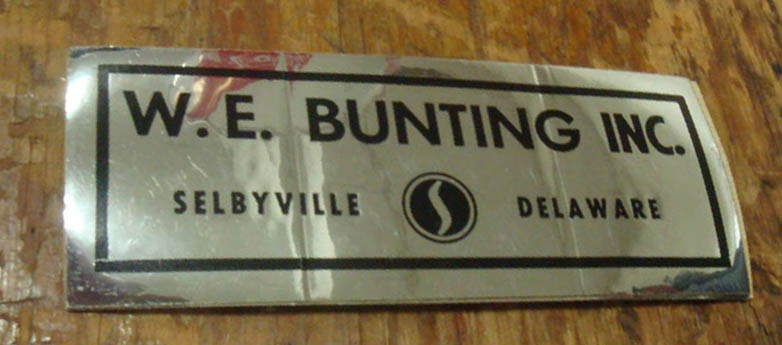 W. E. BUNTING INC.
SELBYVILLE S DELAWARE